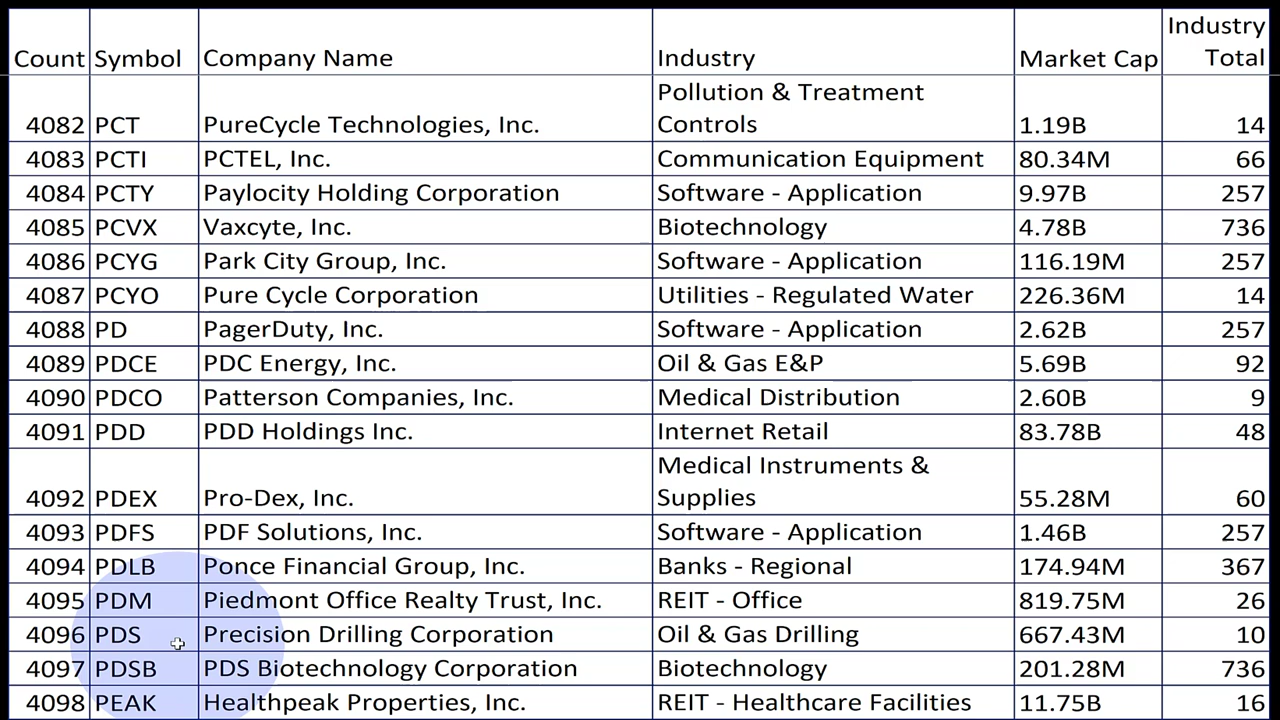 Count Symbol Company Name Industry Market Cap Industry Total
4082 PCT PureCycle Technologies, Inc. Pollution & Treatment Controls 1.19B 14
4083 PCTI PCTEL, Inc. Communication Equipment 80.34M 66
4084 PCTY Paylocity Holding Corporation Software - Application 9.97B 257
4085 PCVX Vaxcyte, Inc. Biotechnology 4.78B 736
4086 PCYG Park City Group, Inc. Software - Application 116.19M 257
4087 PCYO Pure Cycle Corporation Utilities - Regulated Water 226.36M 14
4088 PD PagerDuty, Inc. Software - Application 2.62B 257
4089 PDCE PDC Energy, Inc. Oil & Gas E&P 5.69B 92
4090 PDCO Patterson Companies, Inc. Medical Distribution 2.60B 9
4091 PDD PDD Holdings Inc. Internet Retail 83.78B 48
4092 PDEX Pro-Dex, Inc. Medical Instruments & Supplies 55.28M 60
4093 PDFS PDF Solutions, Inc. Software - Application 1.46B 257
4094 PDLB Ponce Financial Group, Inc. Banks - Regional 174.94M 367
4095 PDM Piedmont Office Realty Trust, Inc. REIT - Office 819.75M 26
4096 PDS Precision Drilling Corporation Oil & Gas Drilling 667.43M 10
4097 PDSB PDS Biotechnology Corporation Biotechnology 201.28M 736
4098 PEAK Healthpeak Properties, Inc. REIT - Healthcare Facilities 11.75B 16